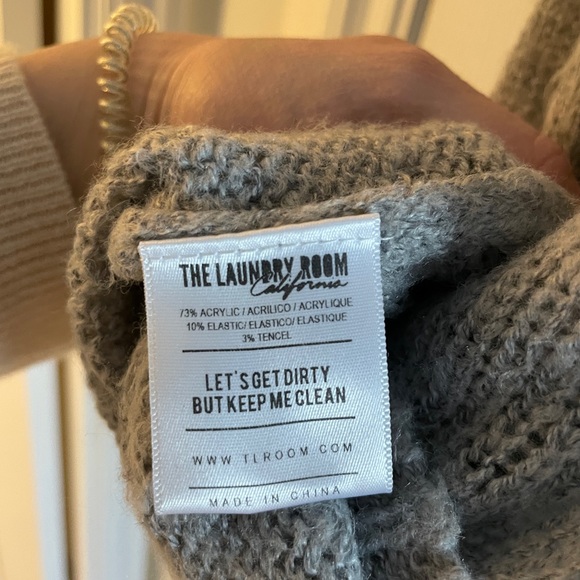 THE LAUNDRY ROOM
California
73% ACRYLIC / ACRILICO / ACRYLIQUE
10% ELASTIC/ ELASTICO/ ELASTIQUE
3% TENCEL
LET'S GET DIRTY
BUT KEEP ME CLEAN
WWW TLROOM COM
MADE IN CHINA